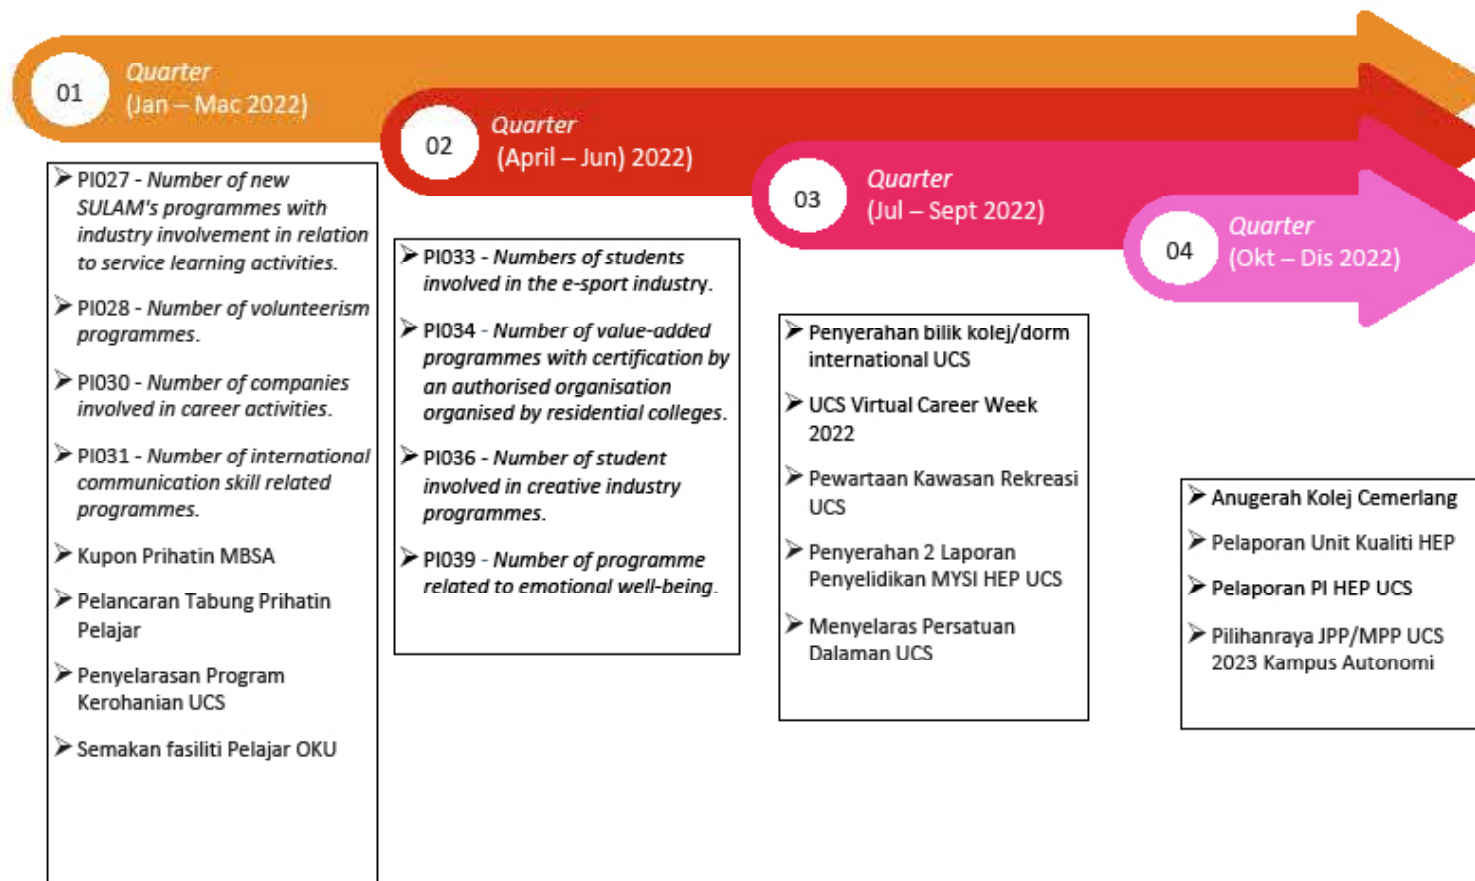 01
Quarter
(Jan – Mac 2022)
02
Quarter
(April – Jun) 2022)
03
Quarter
(Jul – Sept 2022)
04
Quarter
(Okt – Dis 2022)
➢ PI027 - Number of new
SULAM's programmes with
industry involvement in relation
to service learning activities.
➢ PI028 - Number of volunteerism
programmes.
➢ PI030 - Number of companies
involved in career activities.
➢ PI031 - Number of international
communication skill related
programmes.
➢ Kupon Prihatin MBSA
➢ Pelancaran Tabung Prihatin
Pelajar
➢ Penyelarasan Program
Kerohanian UCS
➢ Semakan fasiliti Pelajar OKU
➢ PI033 - Numbers of students
involved in the e-sport industry.
➢ PI034 - Number of value-added
programmes with certification by
an authorised organisation
organised by residential colleges.
➢ PI036 - Number of student
involved in creative industry
programmes.
➢ PI039 - Number of programme
related to emotional well-being.
➢ Penyerahan bilik kolej/dorm
international UCS
➢ UCS Virtual Career Week
2022
➢ Pewartaan Kawasan Rekreasi
UCS
➢ Penyerahan 2 Laporan
Penyelidikan MYSI HEP UCS
➢ Menyelaras Persatuan
Dalaman UCS
➢ Anugerah Kolej Cemerlang
➢ Pelaporan Unit Kualiti HEP
➢ Pelaporan PI HEP UCS
➢ Pilihanraya JPP/MPP UCS
2023 Kampus Autonomi